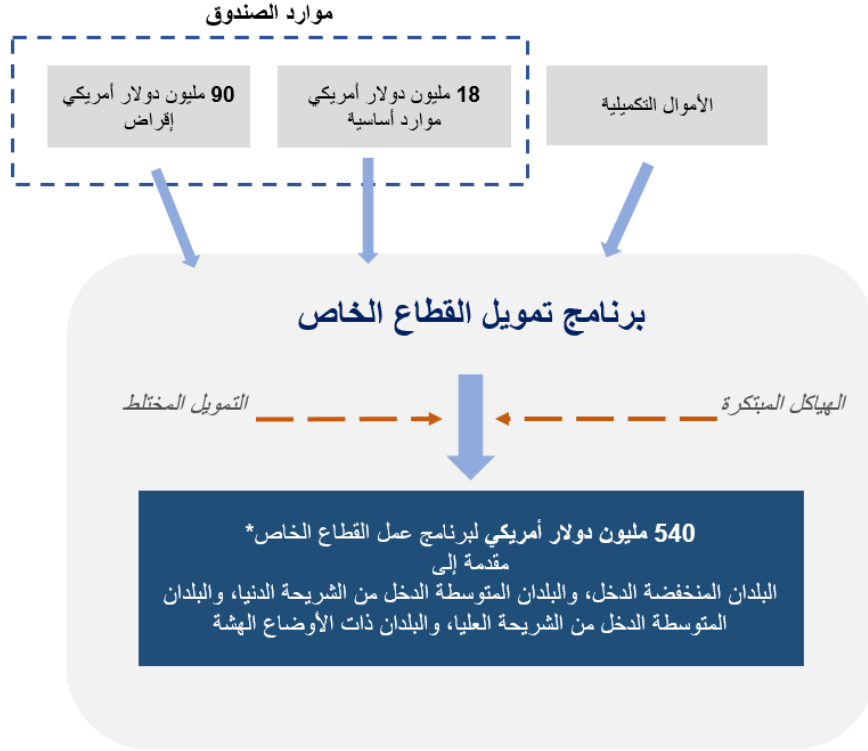 موارد الصندوق
الأموال التكميلية
18 مليون دولار أمريكي
موارد أساسية
90 مليون دولار أمريكي
إقراض
برنامج تمويل القطاع الخاص
الهياكل المبتكرة
التمويل المختلط
540 مليون دولار أمريكي لبرنامج عمل القطاع الخاص*
مقدمة إلى
البلدان المنخفضة الدخل، والبلدان المتوسطة الدخل من الشريحة الدنيا، والبلدان
المتوسطة الدخل من الشريحة العليا، والبلدان ذات الأوضاع الهشة